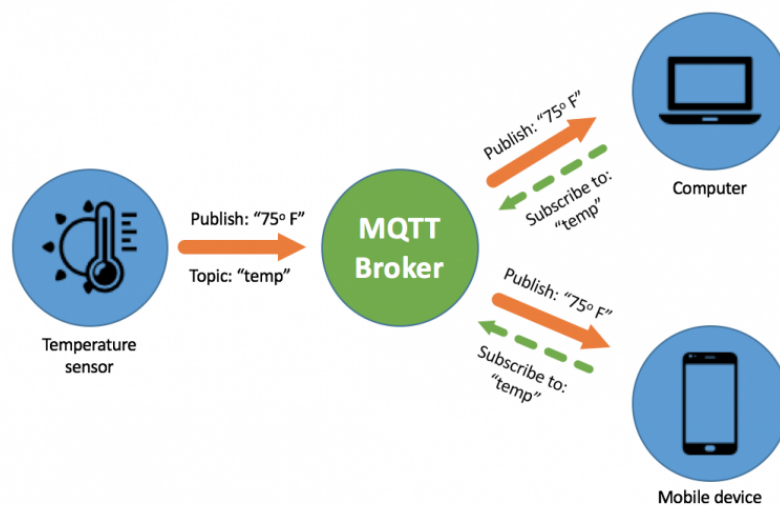 Temperature
sensor
Publish: “75º F”
Topic: “temp”
MQTT
Broker
Publish: “75º F”
Subscribe to:
“temp”
Computer
Publish: “75º F”
Subscribe to:
“temp”
Mobile device